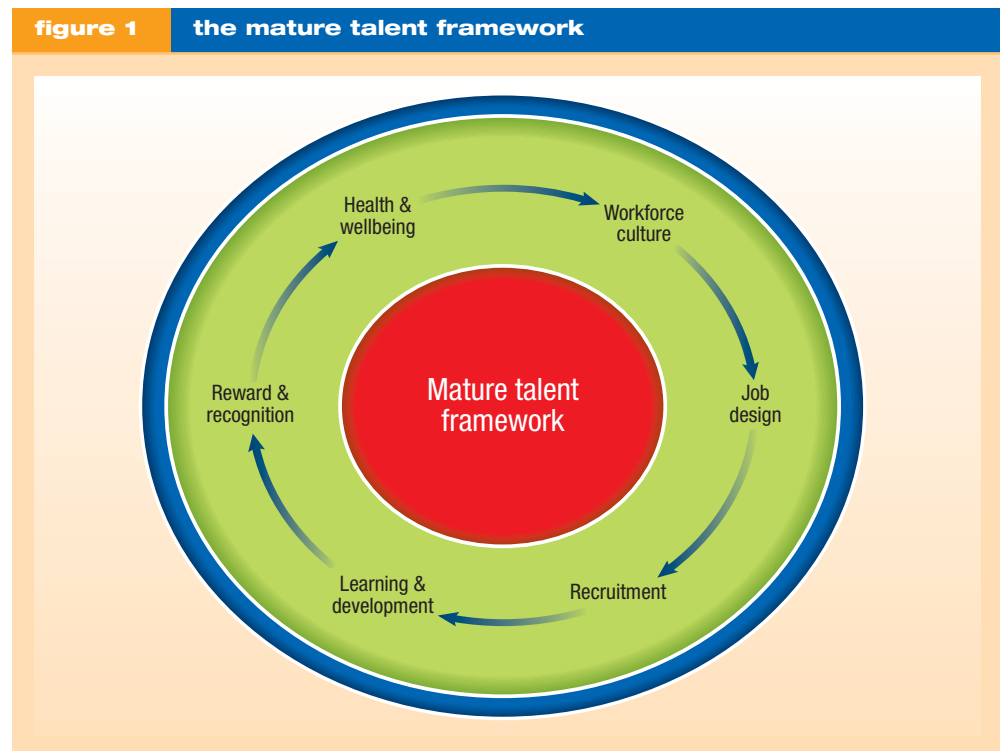 figure 1
the mature talent framework
Health &
wellbeing
Workforce
culture
Job
design
Recruitment
Learning &
development
Reward &
recognition
Mature talent
framework